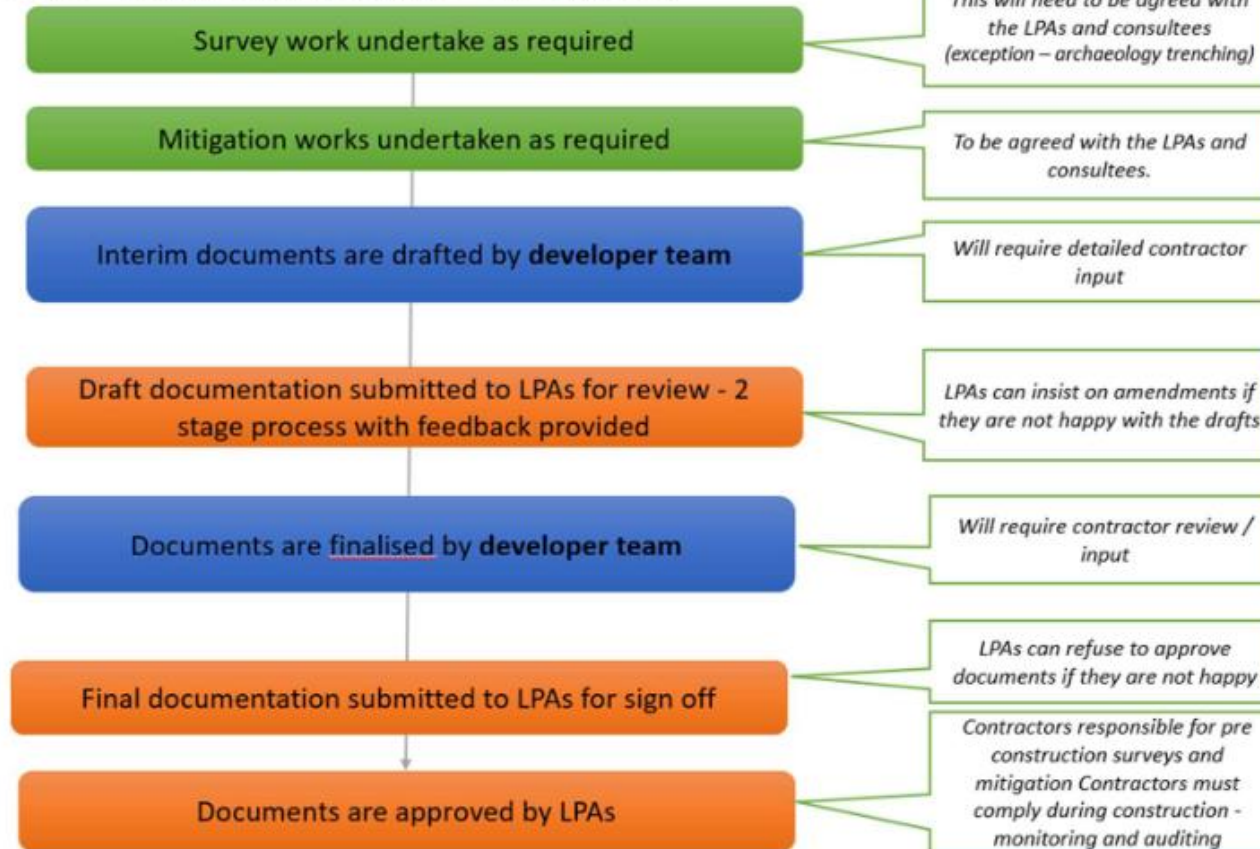 This will need to be agreed with
the LPAs and consultees
(exception – archaeology trenching)
Survey work undertake as required
Mitigation works undertaken as required
To be agreed with the LPAs and
consultees.
Interim documents are drafted by developer team
Will require detailed contractor
input
Draft documentation submitted to LPAs for review - 2
stage process with feedback provided
LPAs can insist on amendments if
they are not happy with the drafts
Documents are finalised by developer team
Will require contractor review /
input
Final documentation submitted to LPAs for sign off
LPAs can refuse to approve
documents if they are not happy
Documents are approved by LPAs
Contractors responsible for pre
construction surveys and
mitigation Contractors must
comply during construction -
monitoring and auditing